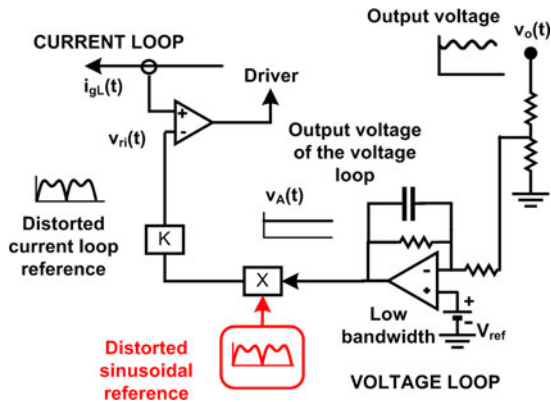 Output voltage
v_o(t)
CURRENT LOOP
i_gL(t)
Driver
+
-
v_ri(t)
Output voltage
of the voltage
loop
v_A(t)
Distorted
current loop
reference
K
X
-
+
+
-
V_ref
Low
bandwidth
Distorted
sinusoidal
reference
VOLTAGE LOOP